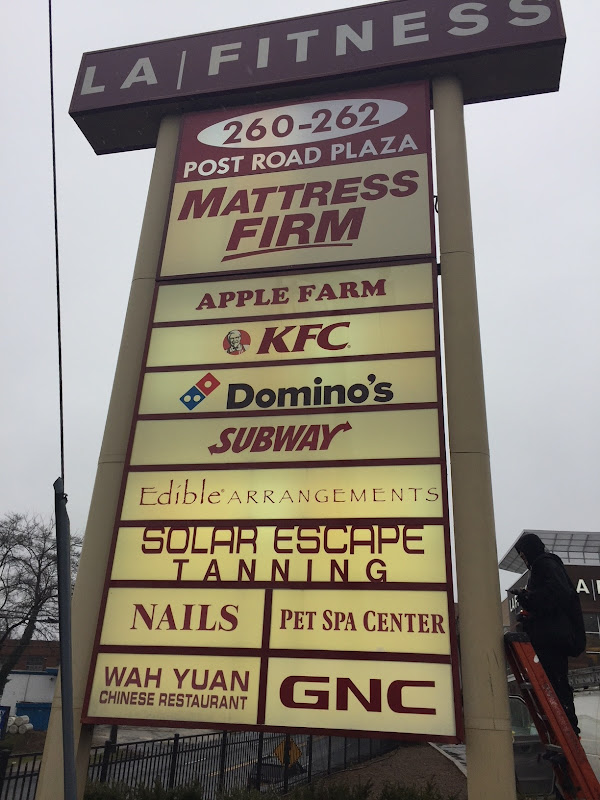 LA|FITNESS
260-262
POST ROAD PLAZA
MATTRESS
FIRM
APPLE FARM
KFC
Domino's
SUBWAY
Edible® ARRANGEMENTS
SOLAR ESCAPE
TANNING
NAILS
PET SPA CENTER
WAH YUAN
CHINESE RESTAURANT
GNC